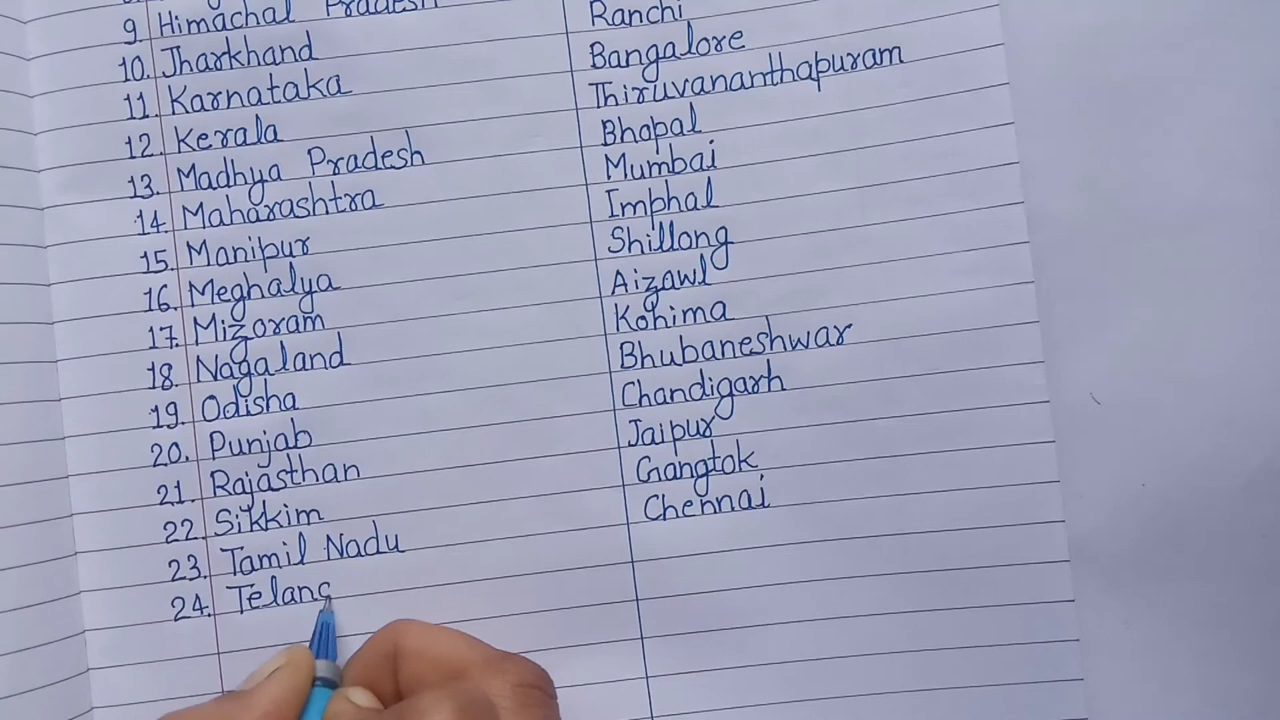 9. Himachal Pradesh
10. Jharkhand Ranchi
11. Karnataka Bangalore
12. Kerala Thiruvananthapuram
13. Madhya Pradesh Bhopal
14. Maharashtra Mumbai
15. Manipur Imphal
16. Meghalya Shillong
17. Mizoram Aizawl
18. Nagaland Kohima
19. Odisha Bhubaneshwar
20. Punjab Chandigarh
21. Rajasthan Jaipur
22. Sikkim Gangtok
23. Tamil Nadu Chennai
24. Telang